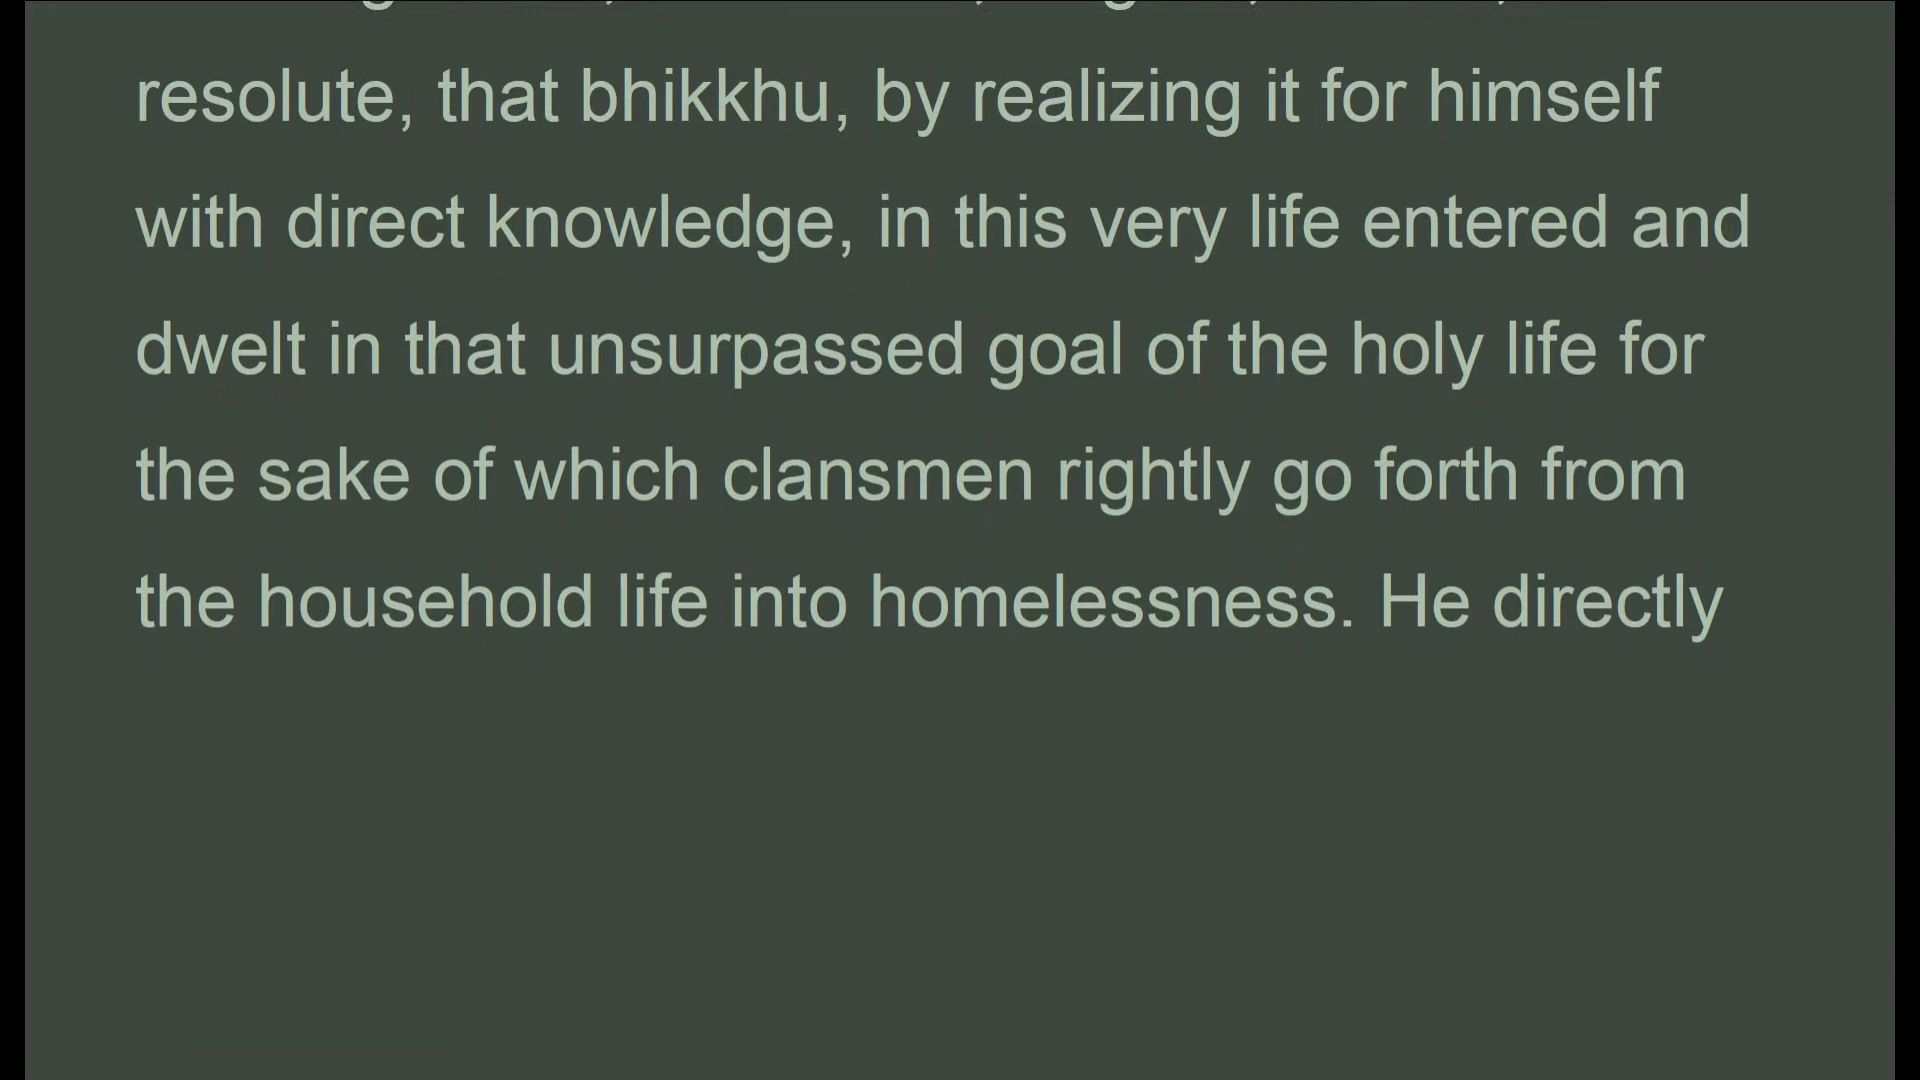 resolute, that bhikkhu, by realizing it for himself
with direct knowledge, in this very life entered and
dwelt in that unsurpassed goal of the holy life for
the sake of which clansmen rightly go forth from
the household life into homelessness. He directly